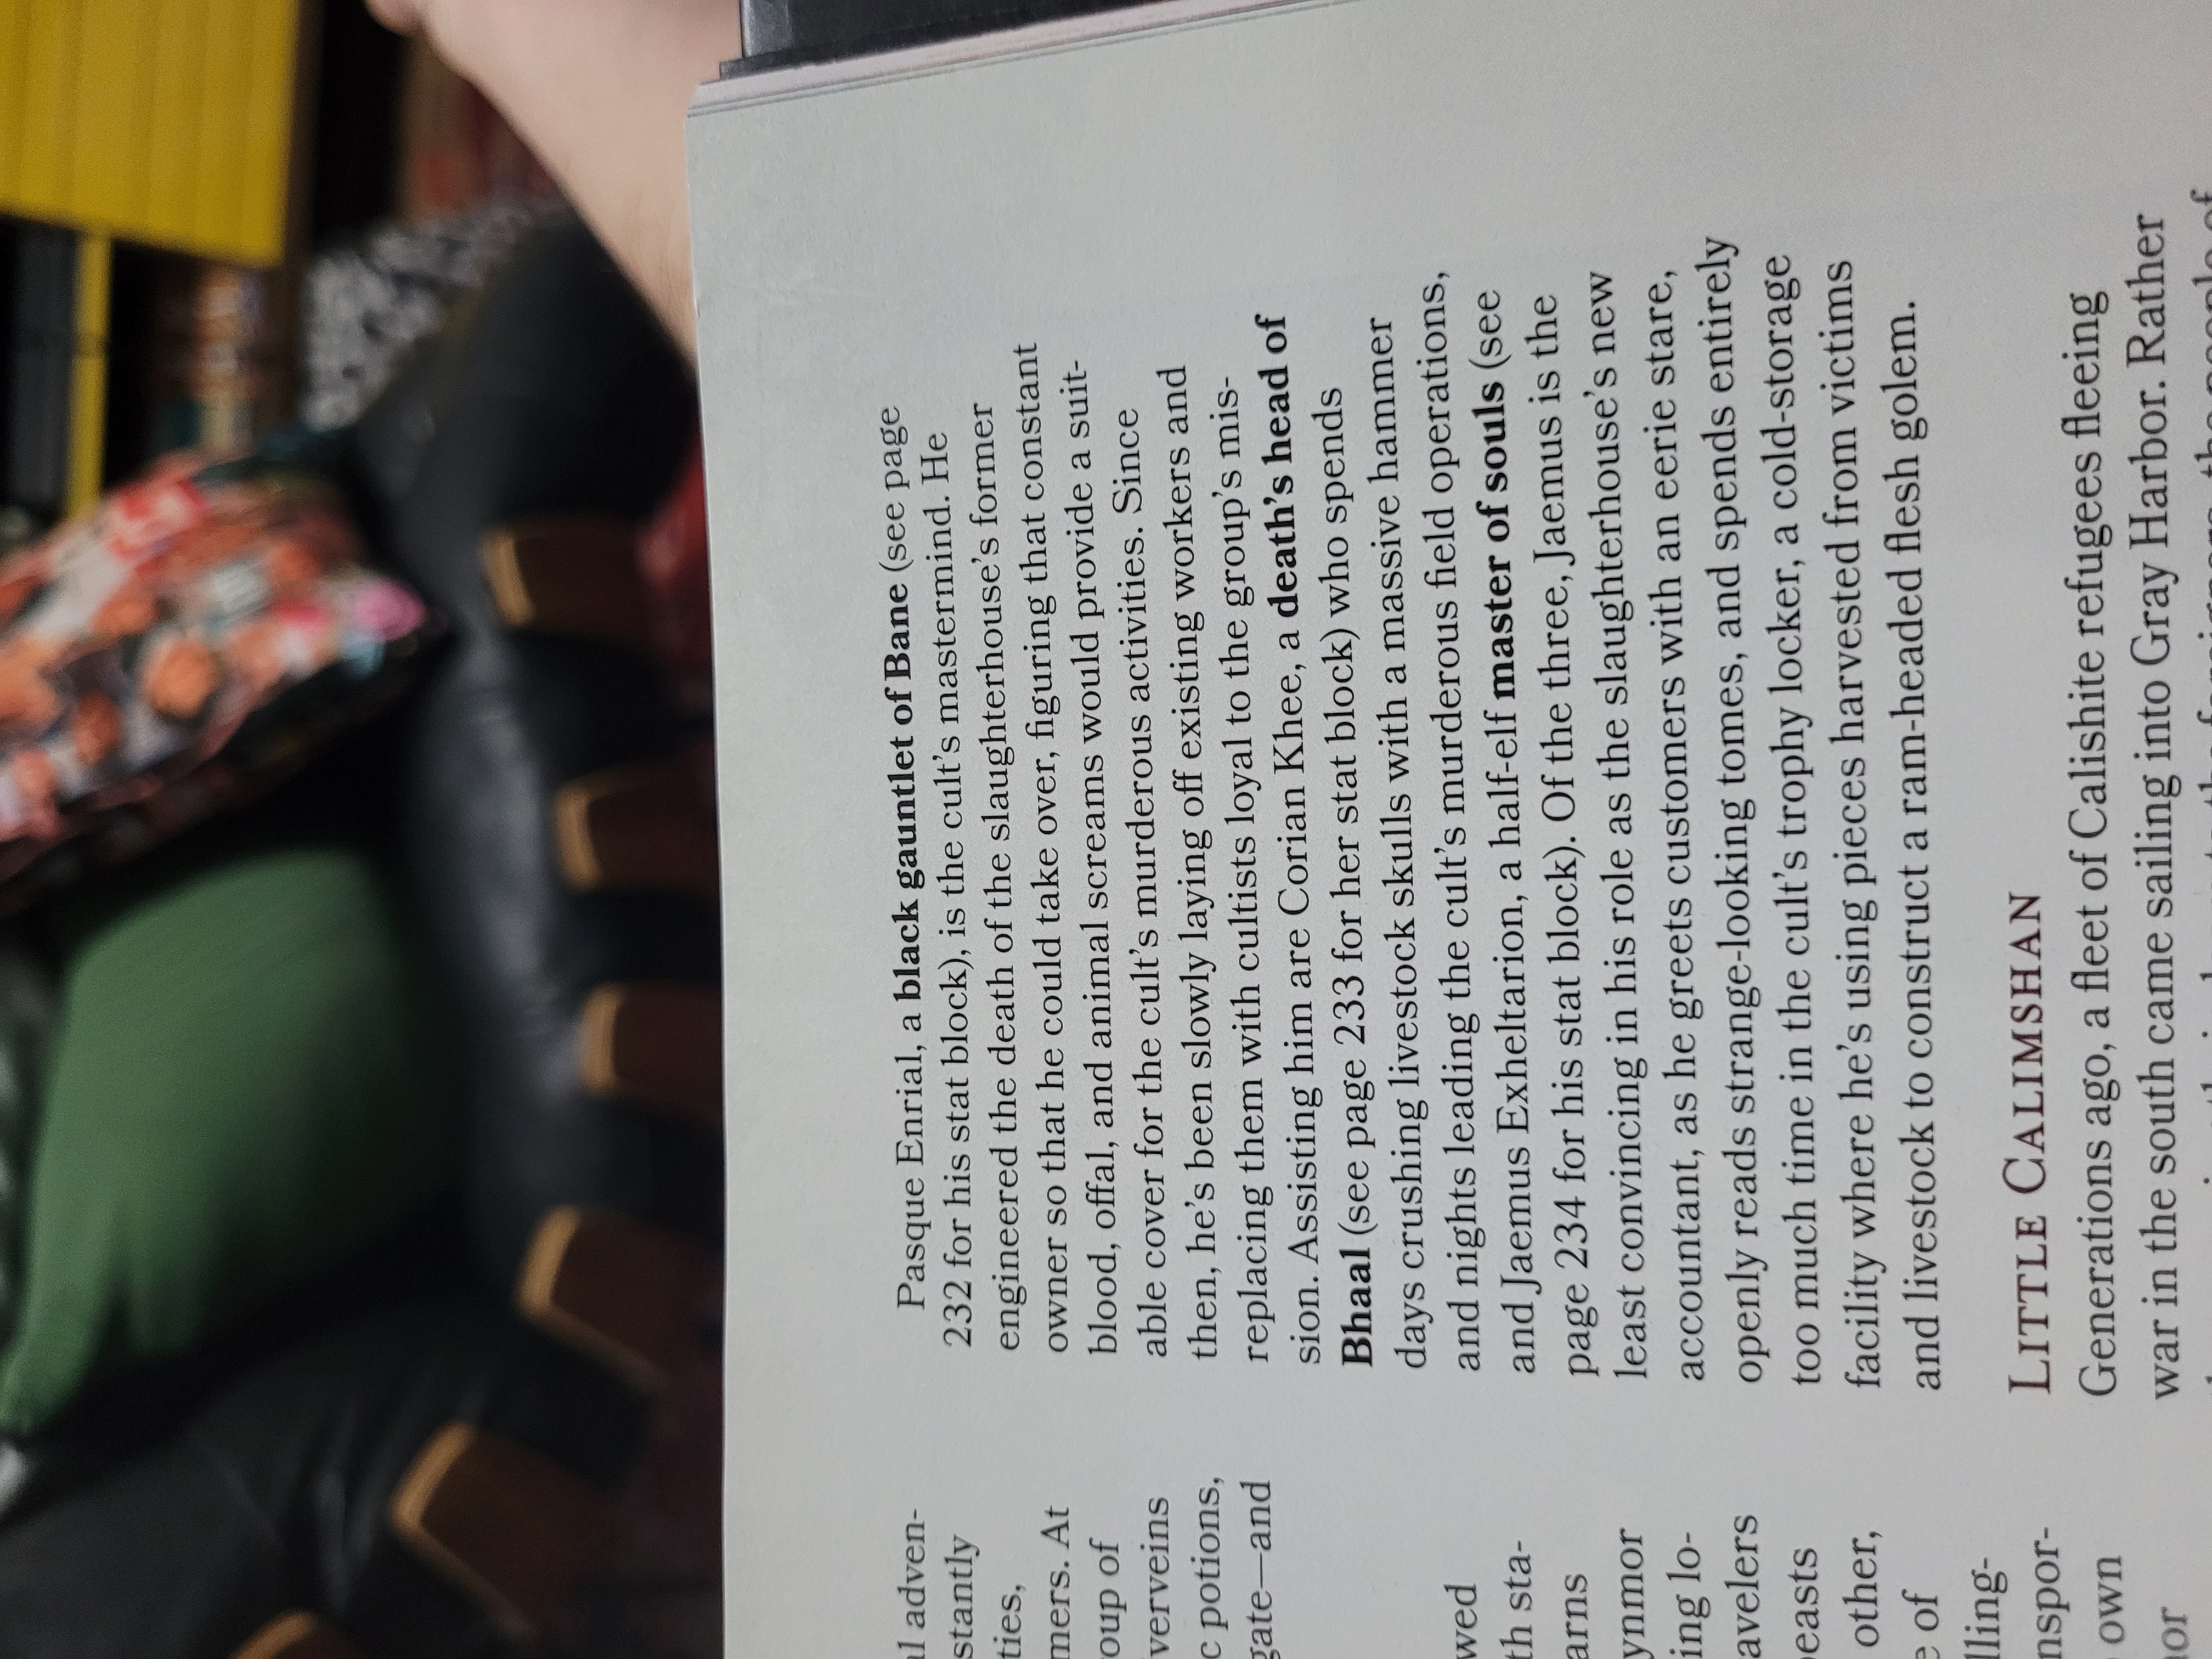 al adven-
stantly
ties,
mers. At
oup of
verveins
c potions,
gate—and
wed
th sta-
arns
ynmor
ing lo-
avelers
easts
other,
e of
lling-
nspor-
own
or
Pasque Enrial, a black gauntlet of Bane (see page
232 for his stat block), is the cult's mastermind. He
engineered the death of the slaughterhouse's former
owner so that he could take over, figuring that constant
blood, offal, and animal screams would provide a suit-
able cover for the cult's murderous activities. Since
then, he's been slowly laying off existing workers and
replacing them with cultists loyal to the group's mis-
sion. Assisting him are Corian Khee, a death's head of
Bhaal (see page 233 for her stat block) who spends
days crushing livestock skulls with a massive hammer
and nights leading the cult's murderous field operations,
and Jaemus Exheltarion, a half-elf master of souls (see
page 234 for his stat block). Of the three, Jaemus is the
least convincing in his role as the slaughterhouse's new
accountant, as he greets customers with an eerie stare,
openly reads strange-looking tomes, and spends entirely
too much time in the cult's trophy locker, a cold-storage
facility where he's using pieces harvested from victims
and livestock to construct a ram-headed flesh golem.
LITTLE CALIMSHAN
Generations ago, a fleet of Calishite refugees fleeing
war in the south came sailing into Gray Harbor. Rather
the people of